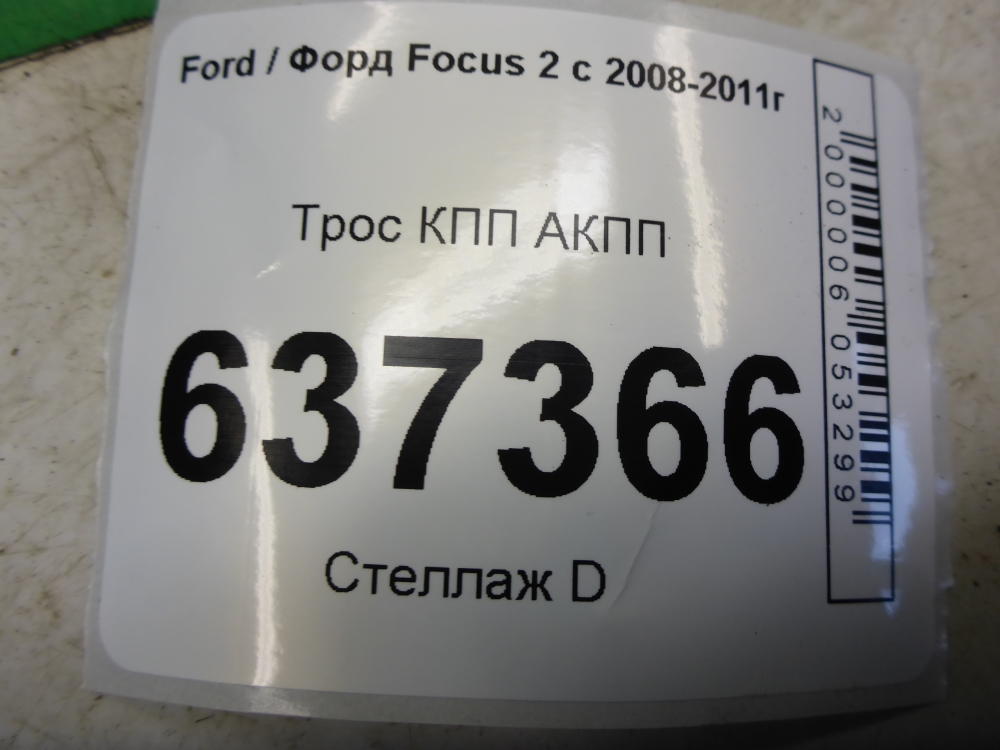 Ford / Форд Focus 2 с 2008-2011г
Трос КПП АКПП
637366
Стеллаж D
2 000006 053299